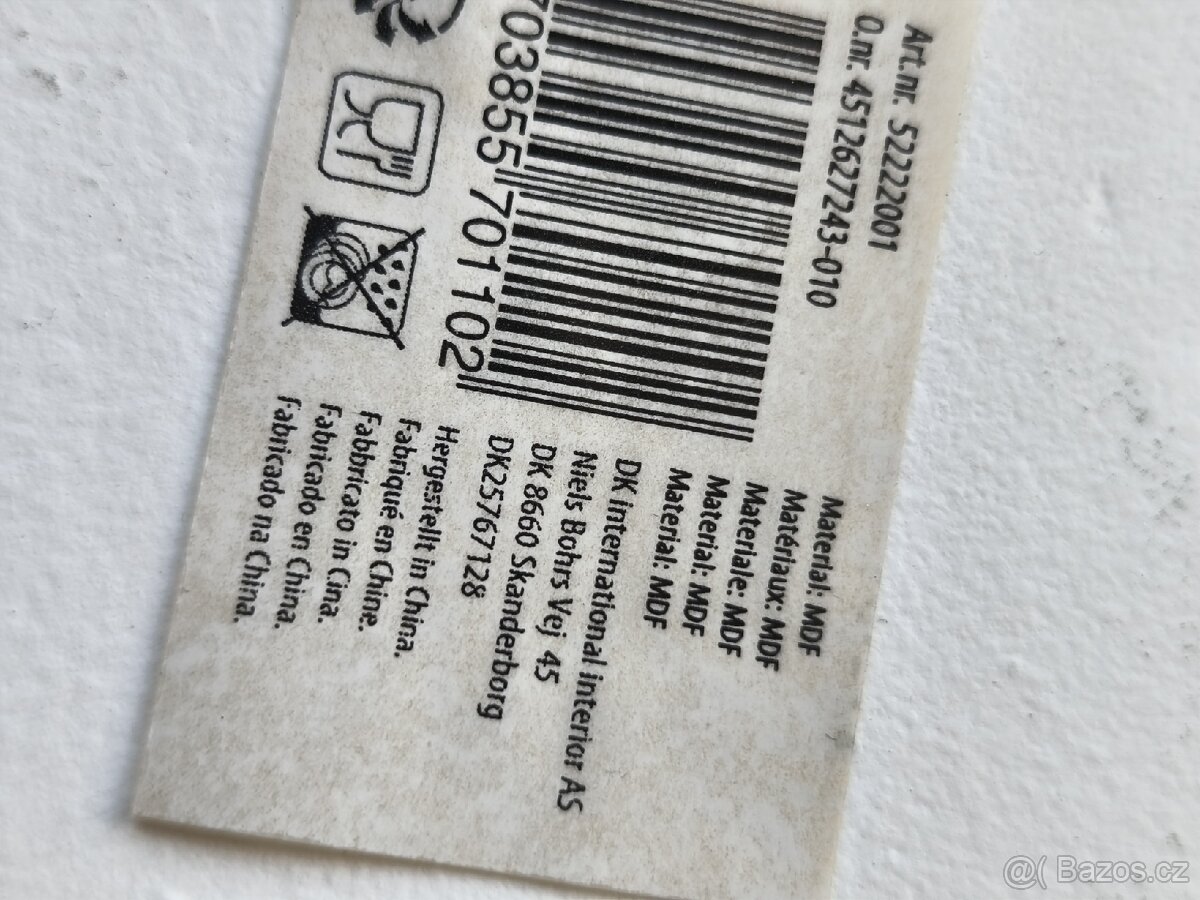 Art.nr. 522222001
O.nr. 4512627243-010
703855 701102
Material: MDF
Matériaux: MDF
Materiale: MDF
Material: MDF
Material: MDF
DK international interior AS
Niels Bohrs Vej 45
DK 8660 Skanderborg
DK25767128
Hergestellt in China.
Fabriqué en Chine.
Fabbricato in Cina.
Fabricado en China.
Fabricado na China.
@( Bazos.cz